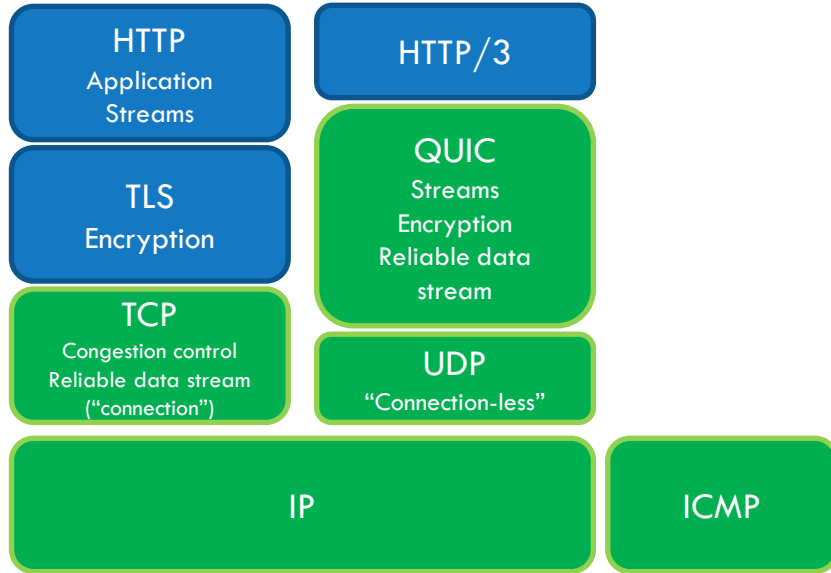 HTTP
Application
Streams
TLS
Encryption
TCP
Congestion control
Reliable data stream
(“connection”)
HTTP/3
QUIC
Streams
Encryption
Reliable data
stream
UDP
“Connection-less”
IP
ICMP